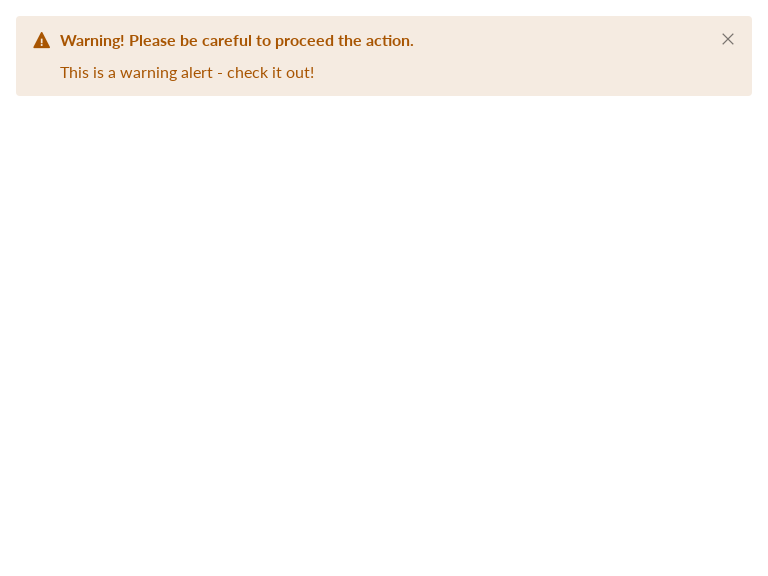 Warning! Please be careful to proceed the action.
This is a warning alert - check it out!